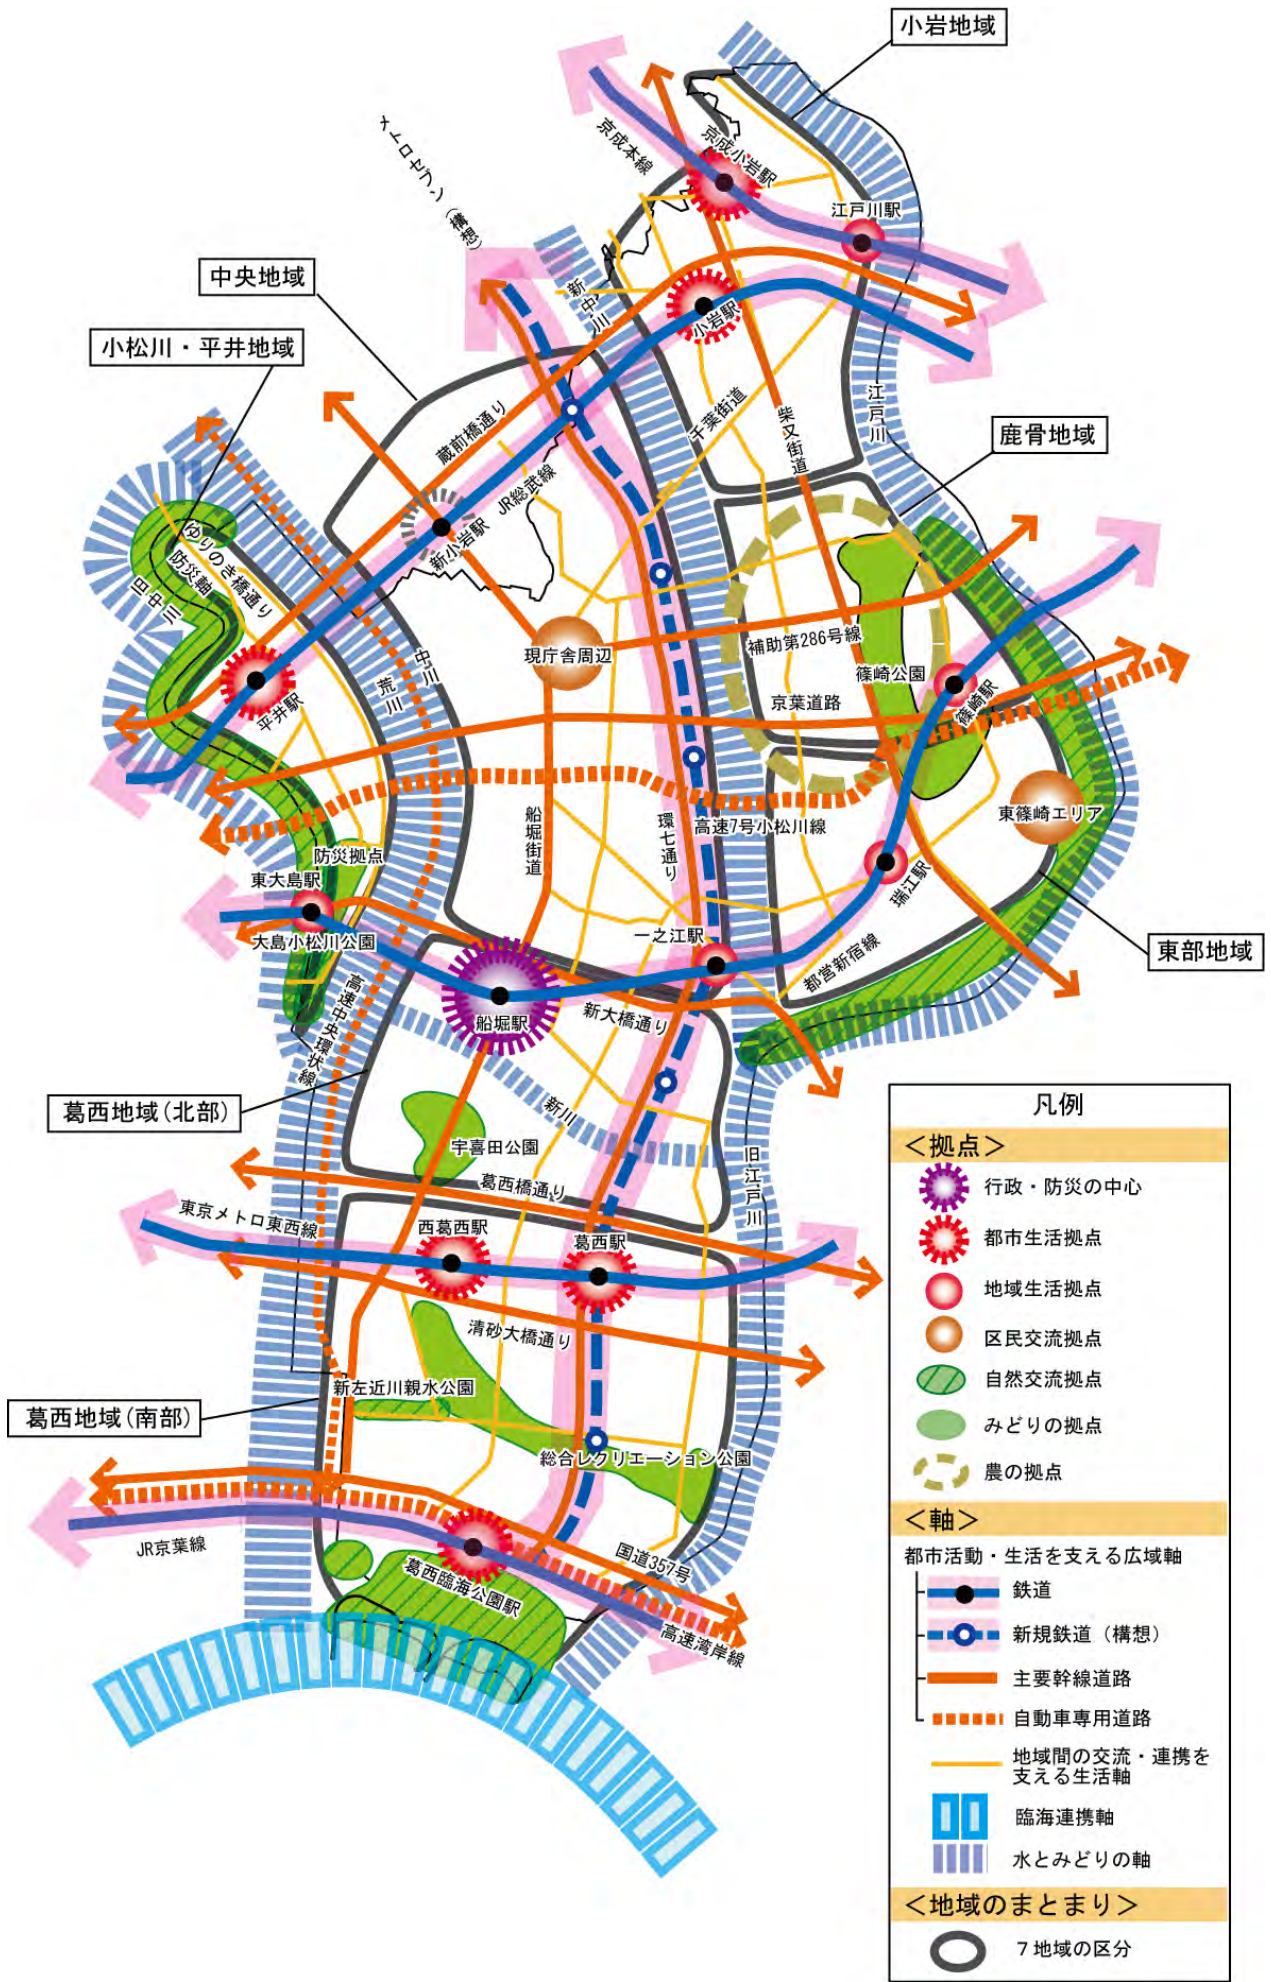 小岩地域
京成本線
京成小岩駅
江戸川駅
メトロセブン（構想）
中央地域
新中川
小岩駅
小松川・平井地域
江戸川
千葉街道
柴又街道
鹿骨地域
蔵前橋通り
JR総武線
新小岩駅
ゆりのき橋通り
防災軸
旧中川
中川
荒川
平井駅
現庁舎周辺
補助第286号線
篠崎公園
篠崎駅
京葉道路
東篠崎エリア
船堀街道
環七通り
高速7号小松川線
防災拠点
東大島駅
大島小松川公園
瑞江駅
一之江駅
都営新宿線
東部地域
船堀駅
新大橋通り
高速中央環状線
葛西地域（北部）
新川
宇喜田公園
葛西橋通り
旧江戸川
東京メトロ東西線
西葛西駅
葛西駅
清砂大橋通り
新左近川親水公園
葛西地域（南部）
総合レクリエーション公園
JR京葉線
葛西臨海公園駅
国道357号
高速湾岸線
凡例
＜拠点＞
行政・防災の中心
都市生活拠点
地域生活拠点
区民交流拠点
自然交流拠点
みどりの拠点
農の拠点
＜軸＞
都市活動・生活を支える広域軸
鉄道
新規鉄道（構想）
主要幹線道路
自動車専用道路
地域間の交流・連携を
支える生活軸
臨海連携軸
水とみどりの軸
＜地域のまとまり＞
７地域の区分